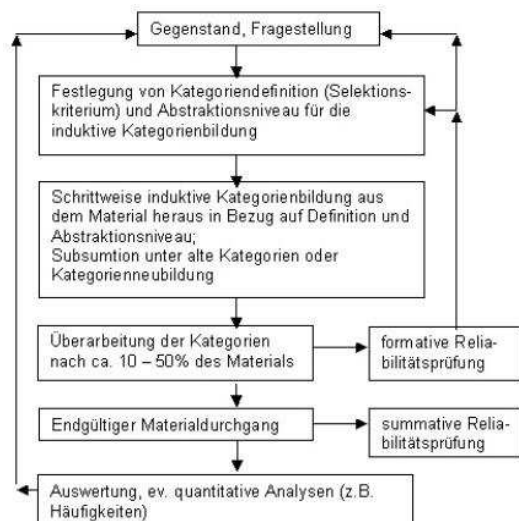 Gegenstand, Fragestellung
Festlegung von Kategoriendefinition (Selektions-
kriterium) und Abstraktionsniveau für die
induktive Kategorienbildung
Schrittweise induktive Kategorienbildung aus
dem Material heraus in Bezug auf Definition und
Abstraktionsniveau;
Subsumtion unter alte Kategorien oder
Kategorienneubildung
Überarbeitung der Kategorien
nach ca. 10 – 50% des Materials
formative Relia-
bilitätsprüfung
Endgültiger Materialdurchgang
summative Relia-
bilitätsprüfung
Auswertung, ev. quantitative Analysen (z.B.
Häufigkeiten)